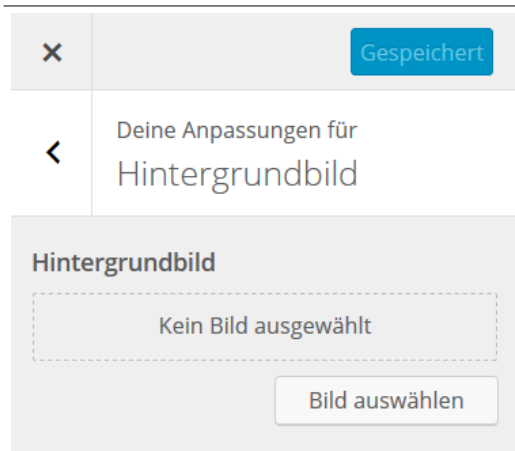 Gespeichert
Deine Anpassungen für
Hintergrundbild
Hintergrundbild
Kein Bild ausgewählt
Bild auswählen